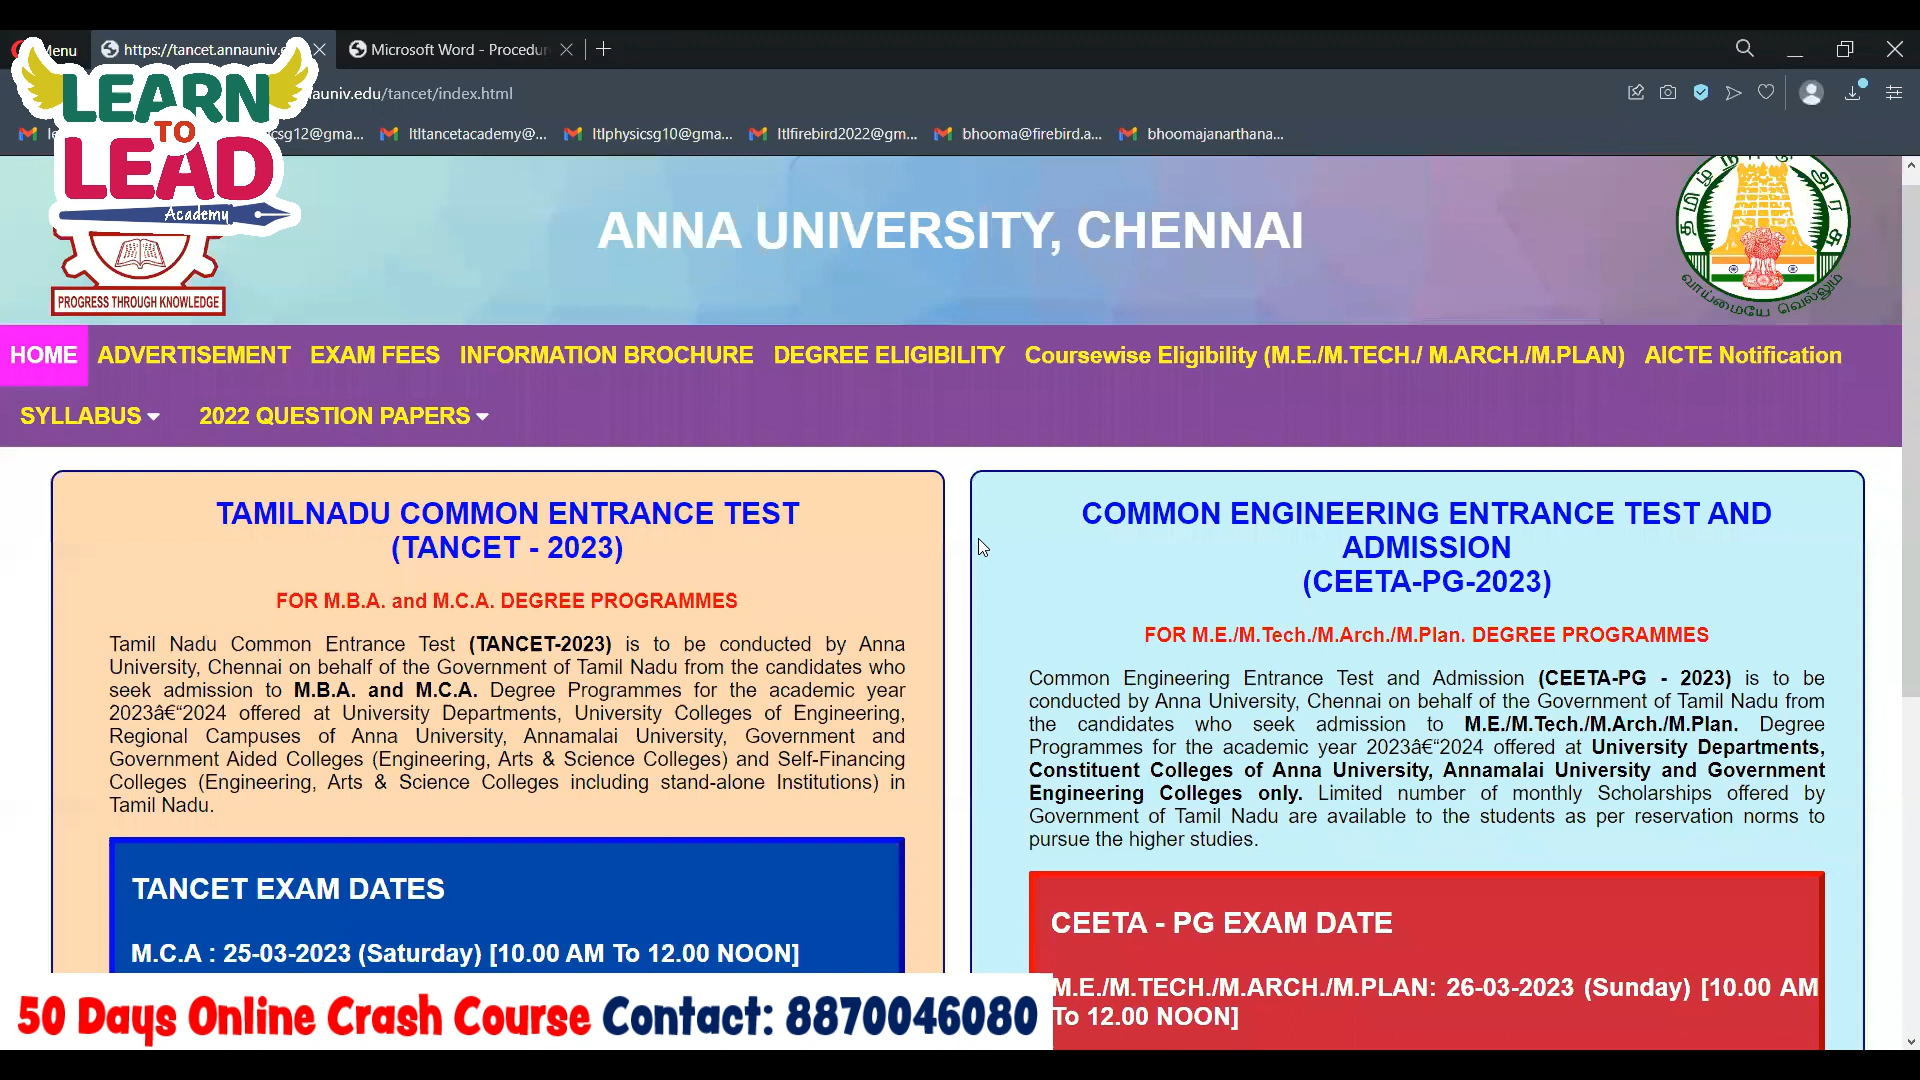 Menu
https://tancet.annauniv.e
Microsoft Word - Procedur
auniv.edu/tancet/index.html
csg12@gma...
ltltancetacademy@...
ltlphysicsg10@gma...
ltlfirebird2022@gm...
bhooma@firebird.a...
bhoomajanarthana...
LEARN
TO
LEAD
Academy
PROGRESS THROUGH KNOWLEDGE
ANNA UNIVERSITY, CHENNAI
வாய்மையே வெல்லும்
HOME ADVERTISEMENT EXAM FEES INFORMATION BROCHURE DEGREE ELIGIBILITY Coursewise Eligibility (M.E./M.TECH./ M.ARCH./M.PLAN) AICTE Notification
SYLLABUS 2022 QUESTION PAPERS
TAMILNADU COMMON ENTRANCE TEST
(TANCET - 2023)
FOR M.B.A. and M.C.A. DEGREE PROGRAMMES
Tamil Nadu Common Entrance Test (TANCET-2023) is to be conducted by Anna
University, Chennai on behalf of the Government of Tamil Nadu from the candidates who
seek admission to M.B.A. and M.C.A. Degree Programmes for the academic year
2023â€“2024 offered at University Departments, University Colleges of Engineering,
Regional Campuses of Anna University, Annamalai University, Government and
Government Aided Colleges (Engineering, Arts & Science Colleges) and Self-Financing
Colleges (Engineering, Arts & Science Colleges including stand-alone Institutions) in
Tamil Nadu.
TANCET EXAM DATES
M.C.A : 25-03-2023 (Saturday) [10.00 AM To 12.00 NOON]
COMMON ENGINEERING ENTRANCE TEST AND
ADMISSION
(CEETA-PG-2023)
FOR M.E./M.Tech./M.Arch./M.Plan. DEGREE PROGRAMMES
Common Engineering Entrance Test and Admission (CEETA-PG - 2023) is to be
conducted by Anna University, Chennai on behalf of the Government of Tamil Nadu from
the candidates who seek admission to M.E./M.Tech./M.Arch./M.Plan. Degree
Programmes for the academic year 2023â€“2024 offered at University Departments,
Constituent Colleges of Anna University, Annamalai University and Government
Engineering Colleges only. Limited number of monthly Scholarships offered by
Government of Tamil Nadu are available to the students as per reservation norms to
pursue the higher studies.
CEETA - PG EXAM DATE
M.E./M.TECH./M.ARCH./M.PLAN: 26-03-2023 (Sunday) [10.00 AM
To 12.00 NOON]
50 Days Online Crash Course Contact: 8870046080